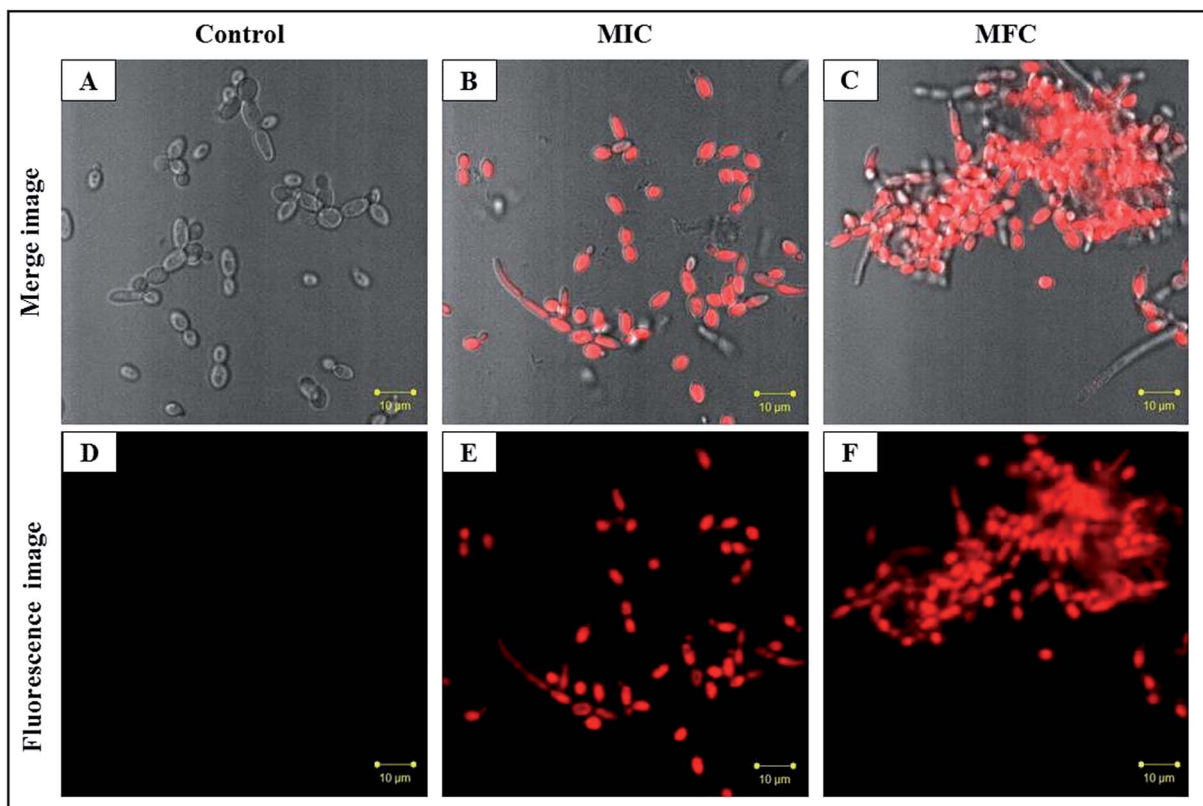 Control
MIC
MFC
Merge image
A
B
C
10 μm
10 μm
10 μm
Fluorescence image
D
E
F
10 μm
10 μm
10 μm